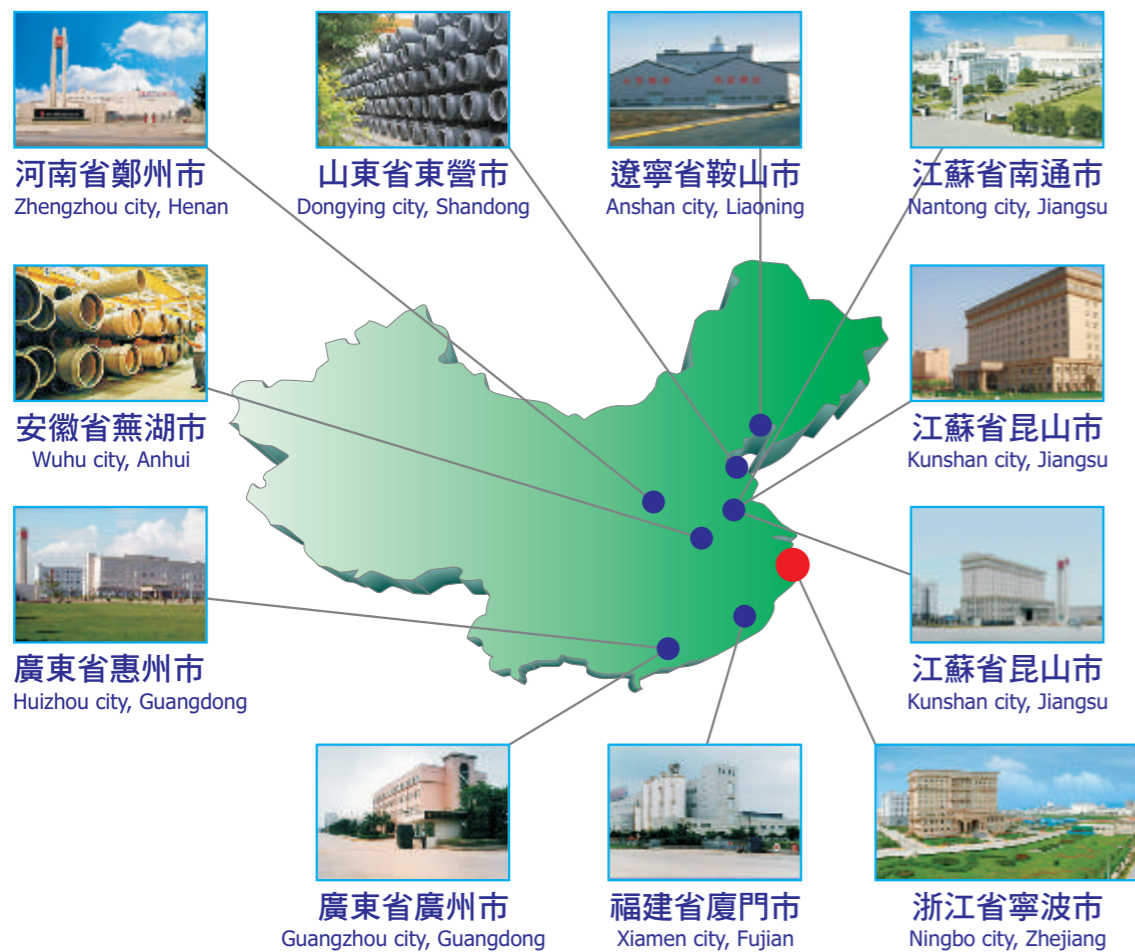 河南省鄭州市
Zhengzhou city, Henan
山東省東營市
Dongying city, Shandong
遼寧省鞍山市
Anshan city, Liaoning
江蘇省南通市
Nantong city, Jiangsu
安徽省蕪湖市
Wuhu city, Anhui
江蘇省昆山市
Kunshan city, Jiangsu
廣東省惠州市
Huizhou city, Guangdong
江蘇省昆山市
Kunshan city, Jiangsu
廣東省廣州市
Guangzhou city, Guangdong
福建省廈門市
Xiamen city, Fujian
浙江省寧波市
Ningbo city, Zhejiang